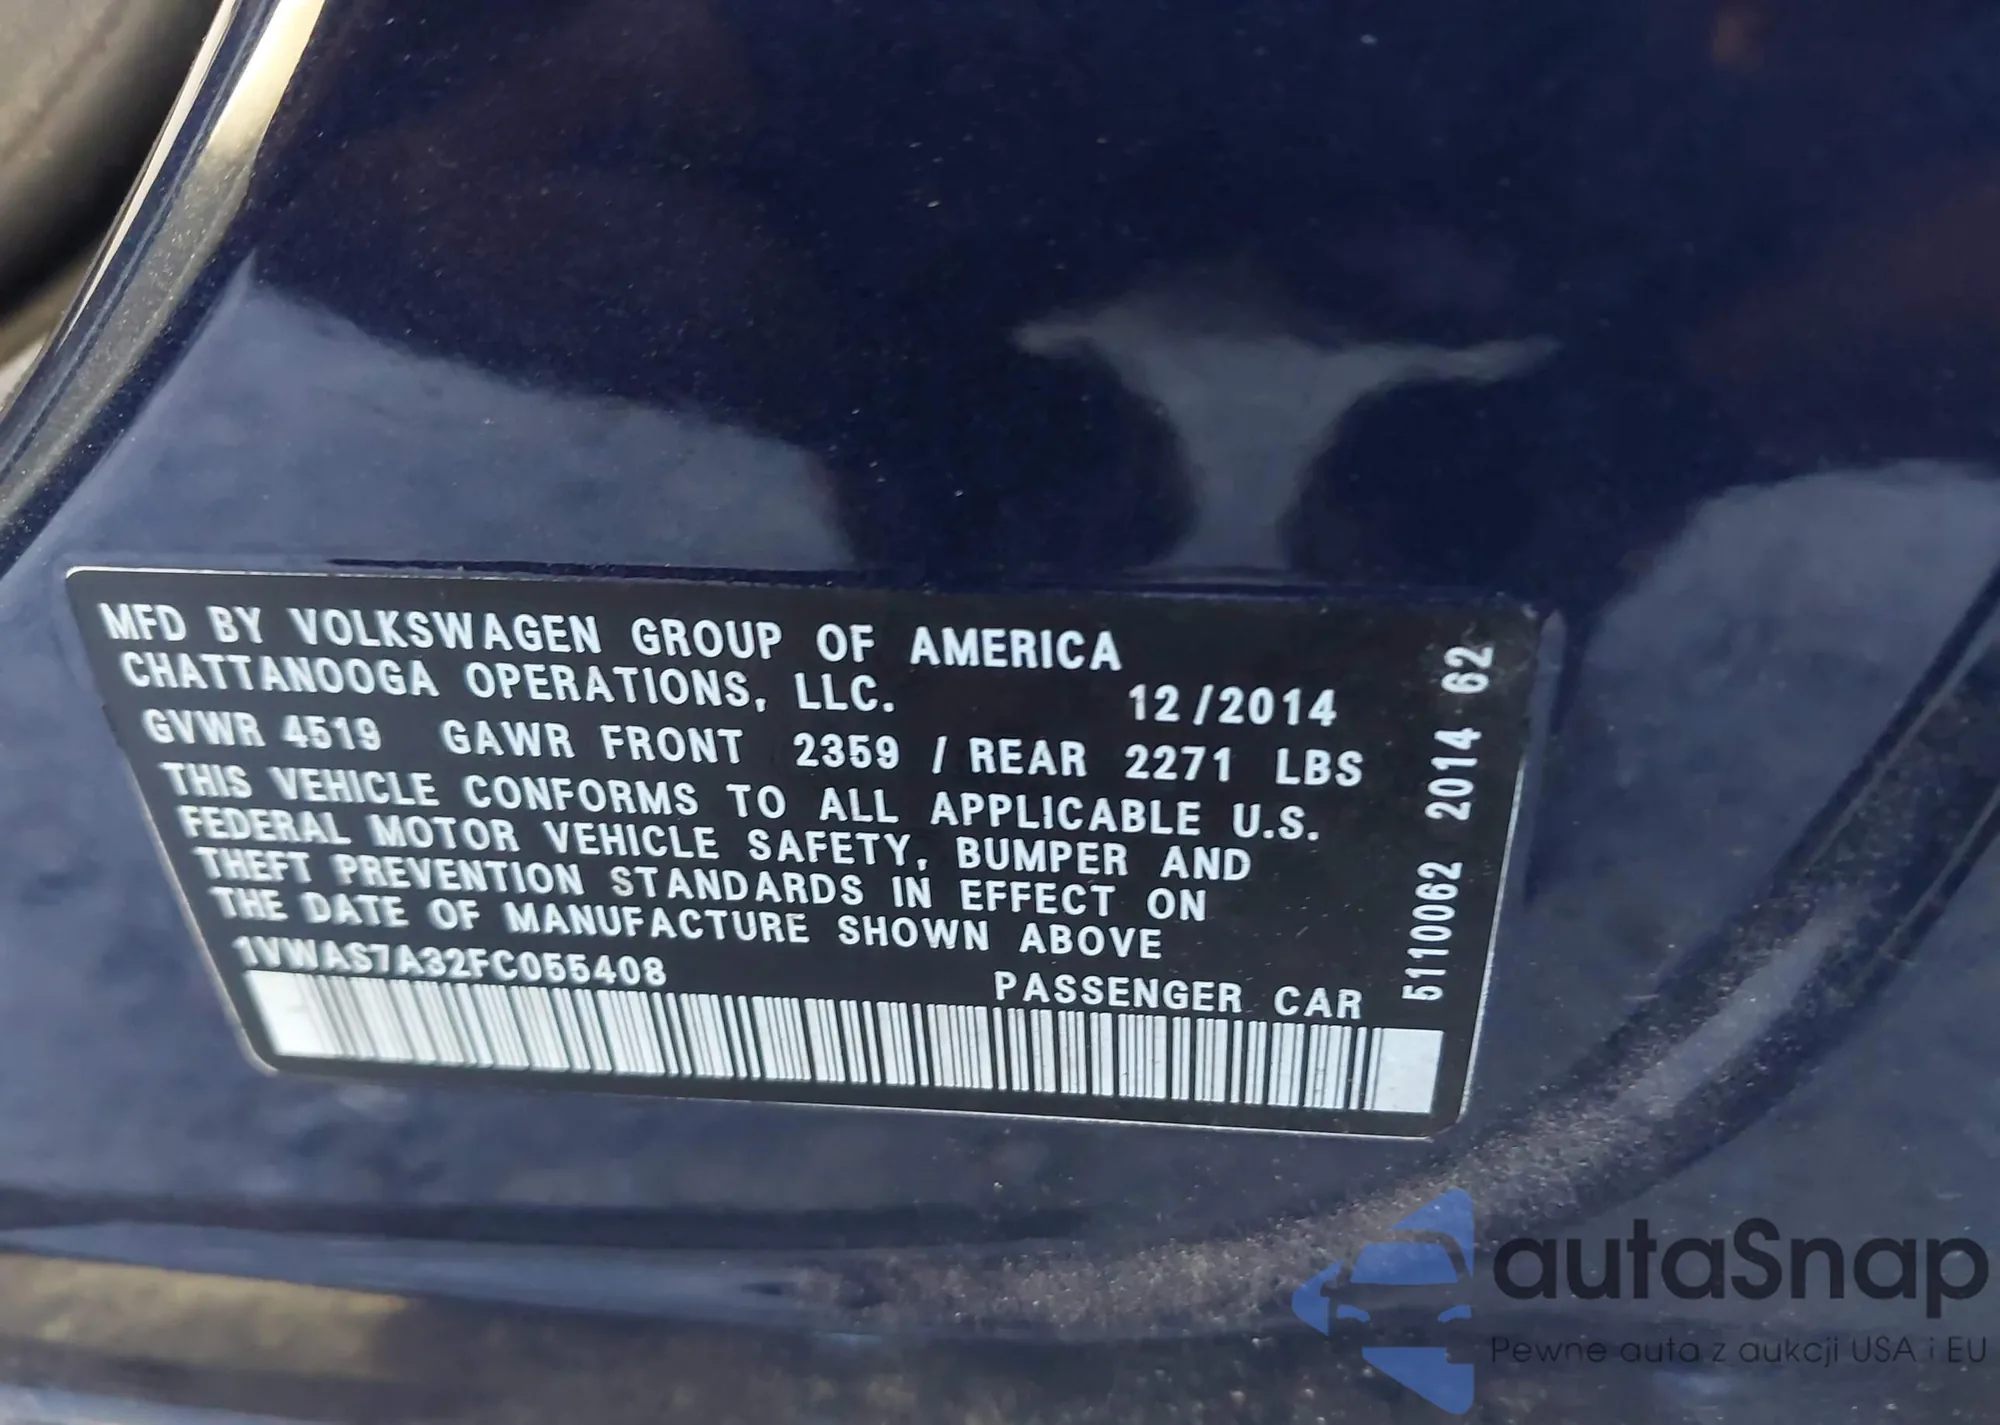 MFD BY VOLKSWAGEN GROUP OF AMERICA
CHATTANOOGA OPERATIONS, LLC. 12/2014
GVWR 4519 GAWR FRONT 2359 / REAR 2271 LBS
THIS VEHICLE CONFORMS TO ALL APPLICABLE U.S.
FEDERAL MOTOR VEHICLE SAFETY, BUMPER AND
THEFT PREVENTION STANDARDS IN EFFECT ON
THE DATE OF MANUFACTURE SHOWN ABOVE
1VWAS7A32FC055408 PASSENGER CAR
5110062 2014 62
autaSnap
Pewne auta z aukcji USA i EU